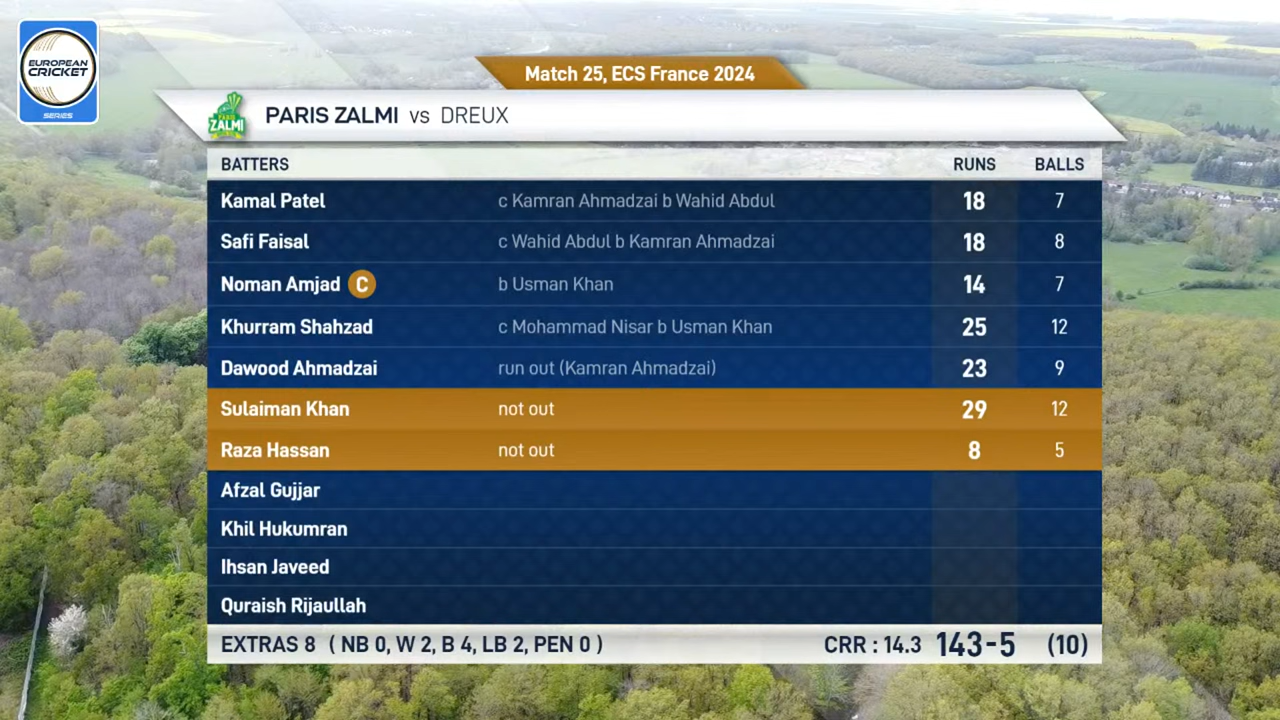 EUROPEAN
CRICKET
SERIES
Match 25, ECS France 2024
PARIS
ZALMI
PARIS ZALMI vs DREUX
BATTERS RUNS BALLS
Kamal Patel c Kamran Ahmadzai b Wahid Abdul 18 7
Safi Faisal c Wahid Abdul b Kamran Ahmadzai 18 8
Noman Amjad C b Usman Khan 14 7
Khurram Shahzad c Mohammad Nisar b Usman Khan 25 12
Dawood Ahmadzai run out (Kamran Ahmadzai) 23 9
Sulaiman Khan not out 29 12
Raza Hassan not out 8 5
Afzal Gujjar
Khil Hukumran
Ihsan Javeed
Quraish Rijaullah
EXTRAS 8 ( NB 0, W 2, B 4, LB 2, PEN 0 ) CRR : 14.3 143-5 (10)